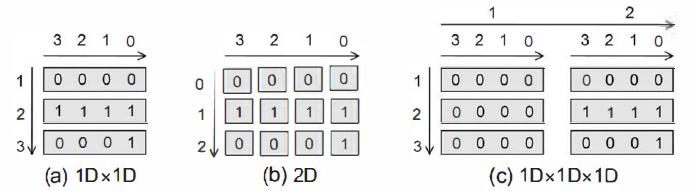 1 2
3 2 1 0 3 2 1 0 3 2 1 0 3 2 1 0
1 0 0 0 0 0 0 0 0 0 1 0 0 0 0 0 0 0 0
2 1 1 1 1 1 1 1 1 1 2 0 0 0 0 1 1 1 1
3 0 0 0 1 2 0 0 0 1 3 0 0 0 0 0 0 0 1
(a) 1D×1D (b) 2D (c) 1D×1D×1D